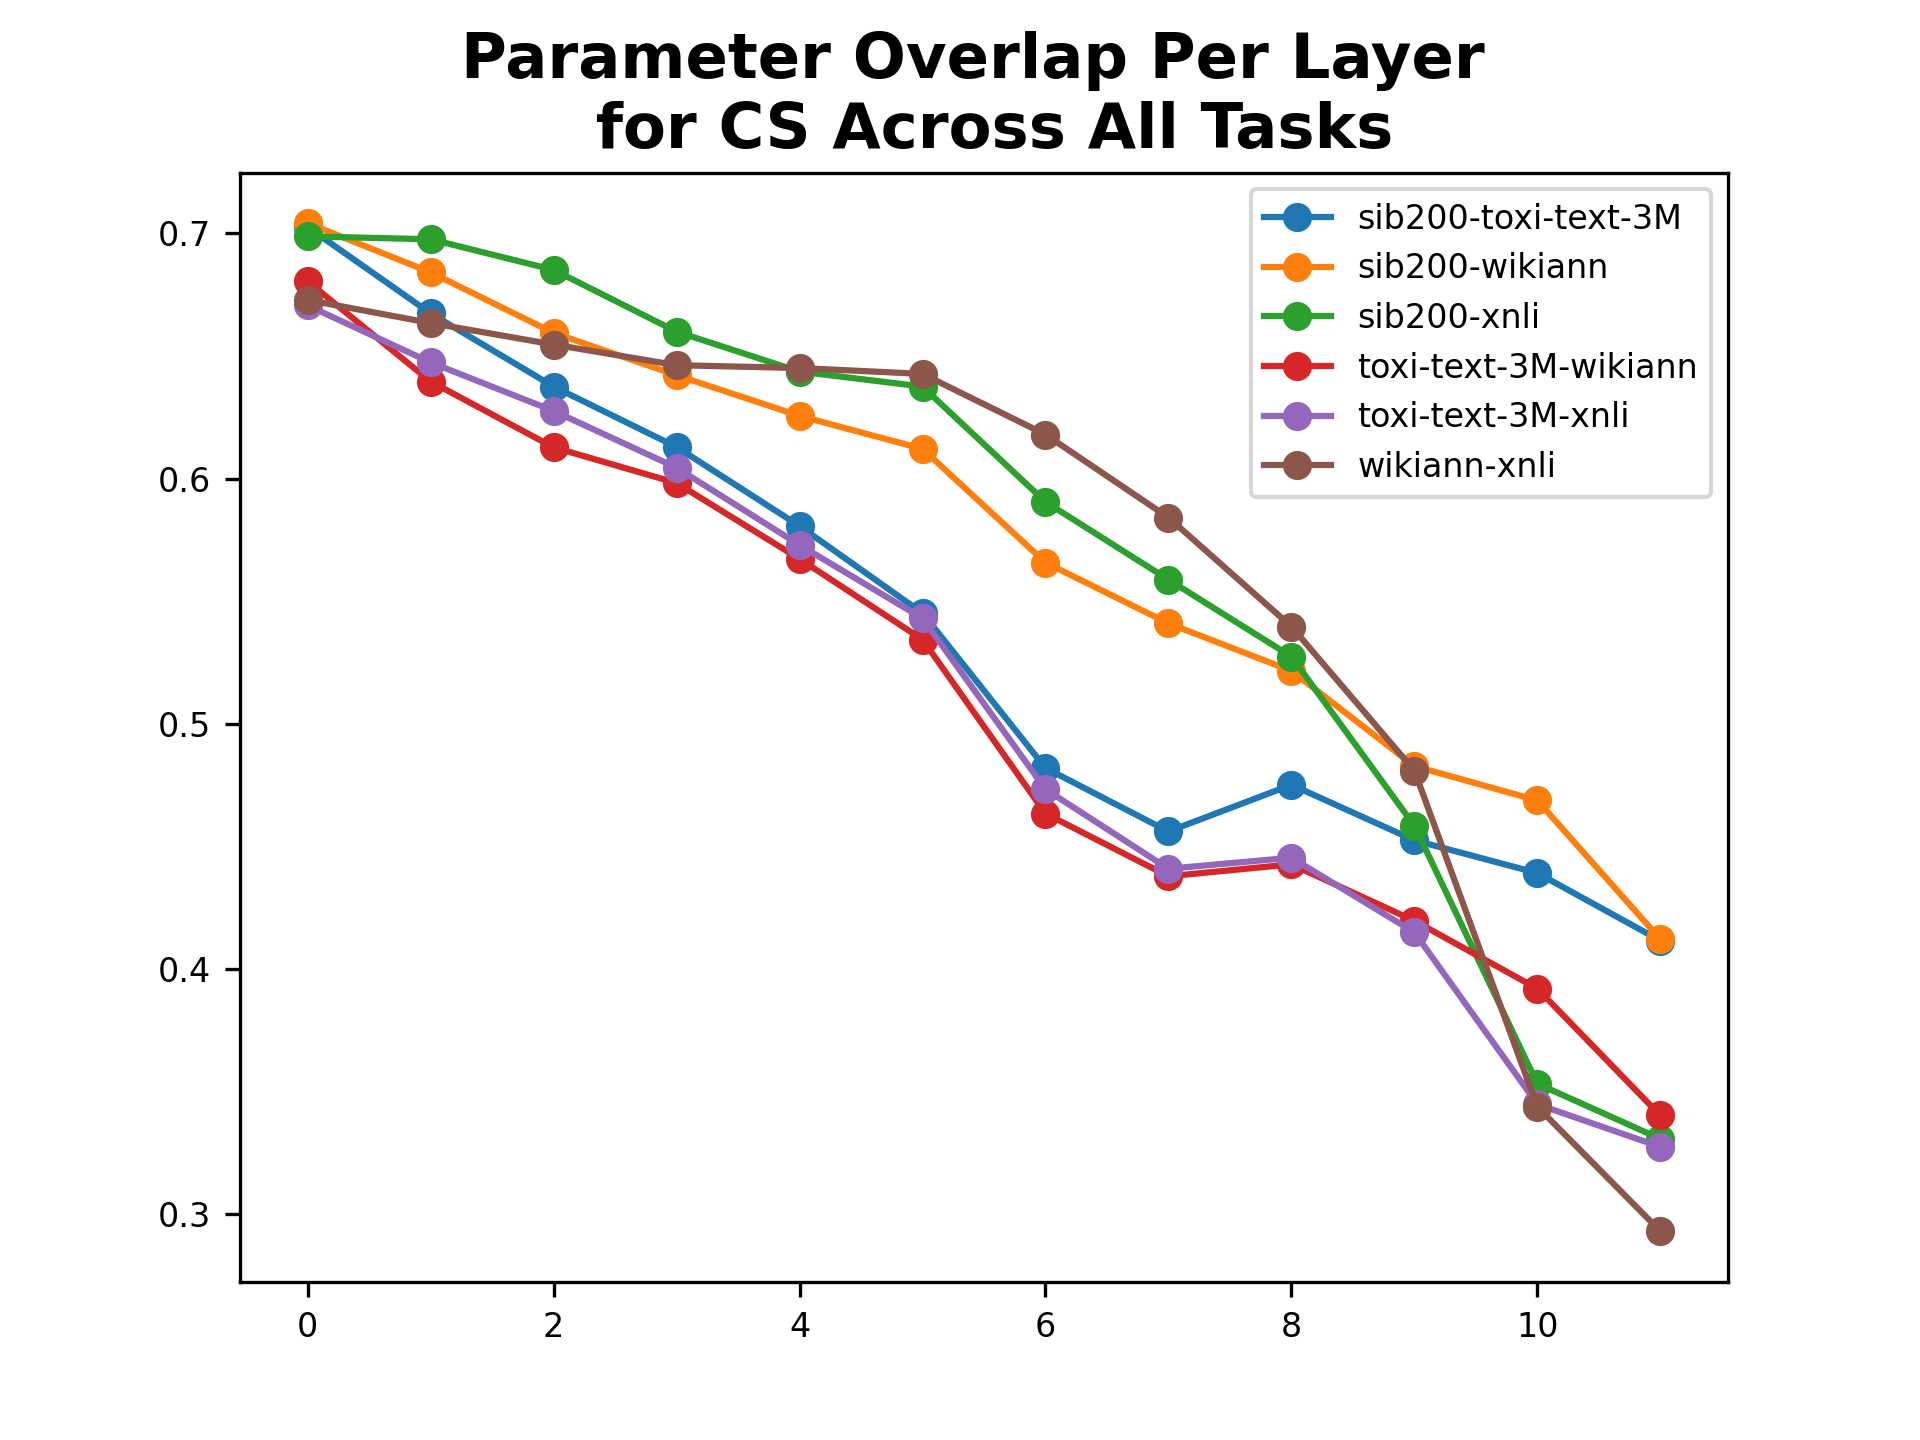 Parameter Overlap Per Layer
for CS Across All Tasks
0.7
0.6
0.5
0.4
0.3
0 2 4 6 8 10
sib200-toxi-text-3M
sib200-wikiann
sib200-xnli
toxi-text-3M-wikiann
toxi-text-3M-xnli
wikiann-xnli